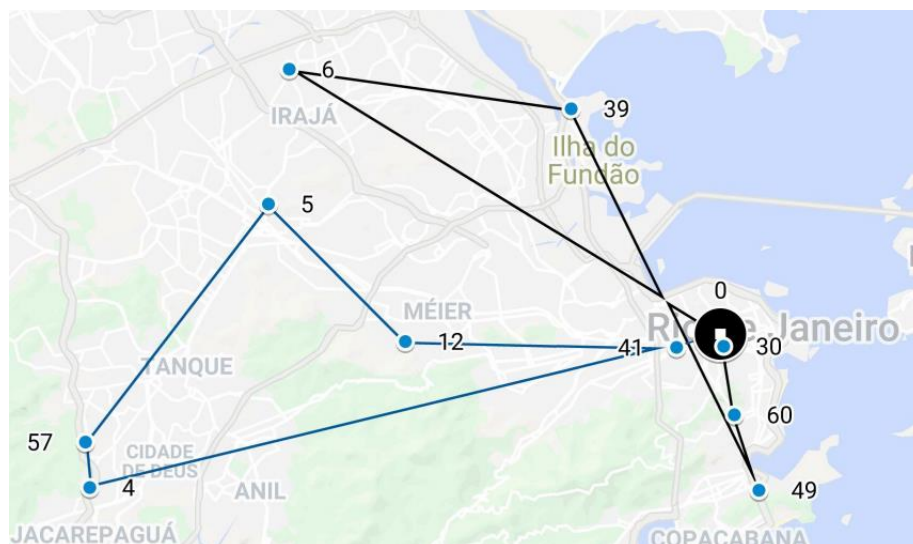 6
IRAJÁ
39
Ilha do
Fundão
5
0
MÉIER
Rio de Janeiro
12
41
30
TANQUE
60
57
CIDADE
DE DEUS
4
ANIL
49
JACAREPAGUÁ
COPACABANA